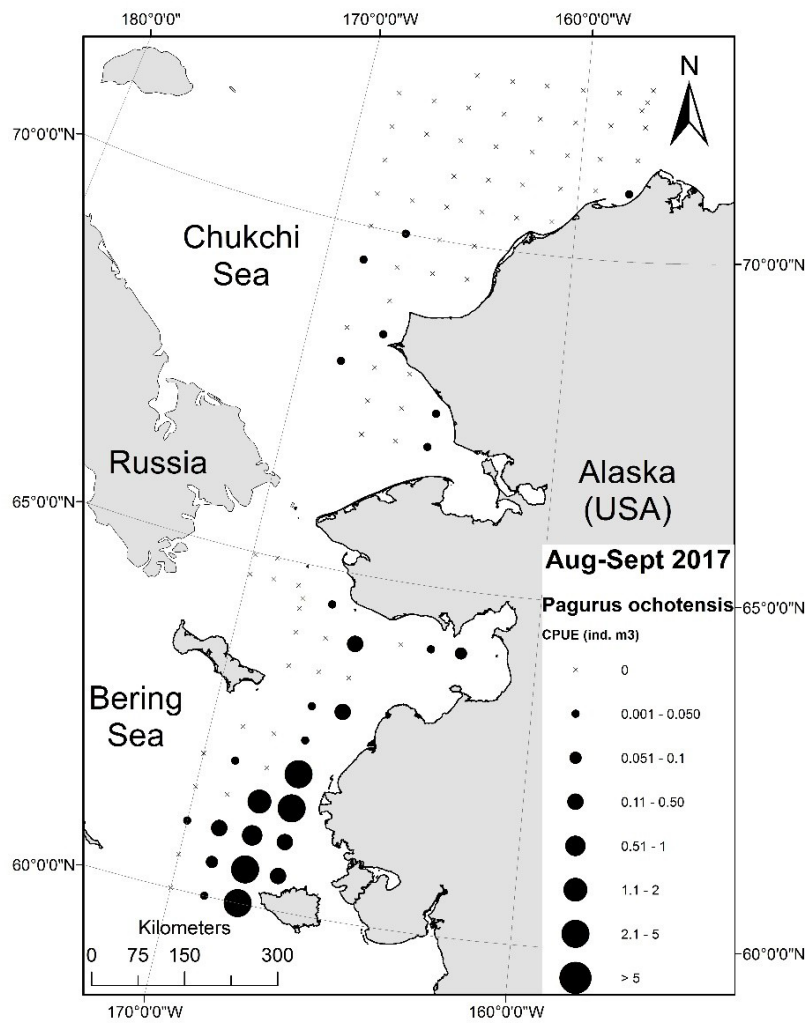 180°0'0"
170°0'0"W
160°0'0"W
N
70°0'0"N
Chukchi
Sea
70°0'0"N
Russia
Alaska
(USA)
65°0'0"N
Aug-Sept 2017
65°0'0"N
Pagurus ochotensis
CPUE (ind. m3)
0
Bering
Sea
0.001 - 0.050
0.051 - 0.1
0.11 - 0.50
0.51 - 1
60°0'0"N
1.1 - 2
Kilometers
2.1 - 5
0 75 150 300
60°0'0"N
> 5
170°0'0"W
160°0'0"W